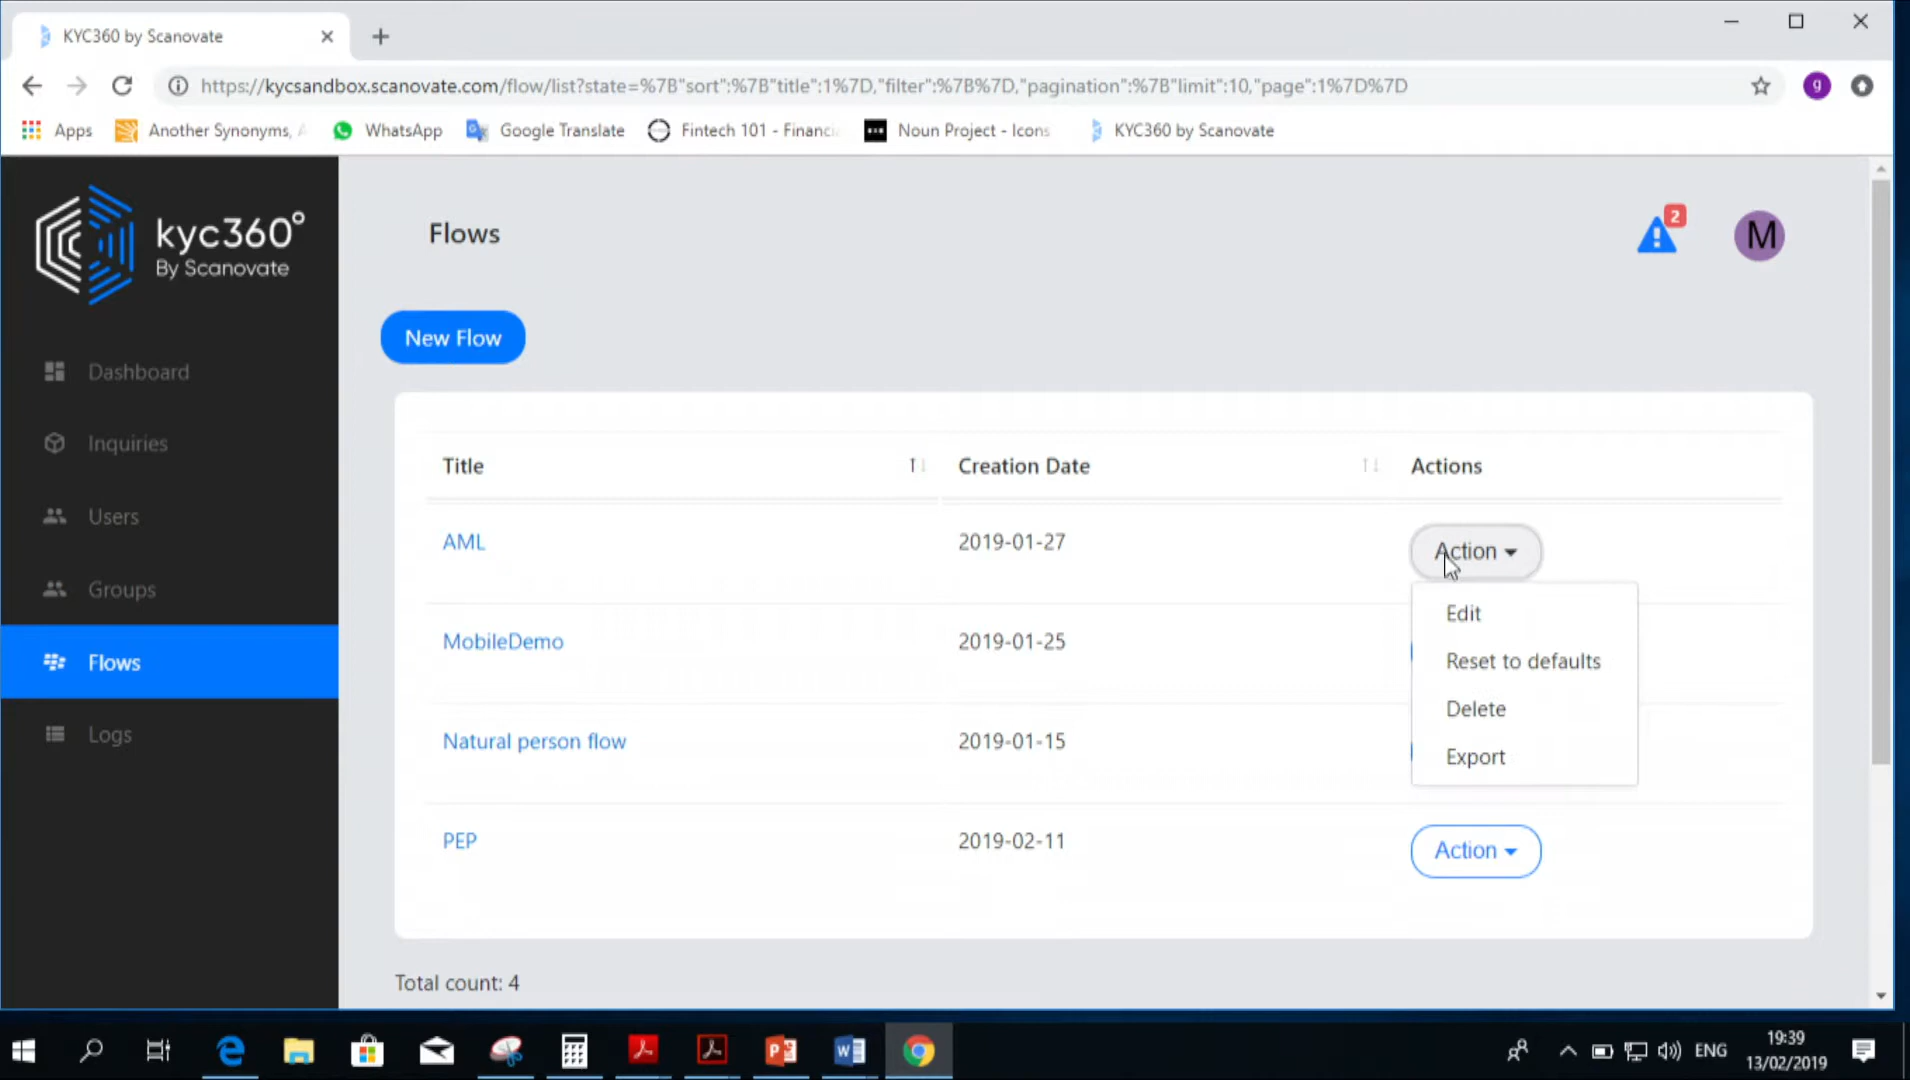 KYC360 by Scanovate
https://kycsandbox.scanovate.com/flow/list?state=%7B"sort":%7B"title":1%7D,"filter":%7B%7D,"pagination":%7B"limit":10,"page":1%7D%7D
g
Apps
Another Synonyms,
WhatsApp
Google Translate
Fintech 101 - Financi
Noun Project - Icons
KYC360 by Scanovate
kyc360°
By Scanovate
Flows
2
M
New Flow
Dashboard
Inquiries
Users
Groups
Flows
Logs
Title Creation Date Actions
AML 2019-01-27 Action
Edit
MobileDemo 2019-01-25
Reset to defaults
Delete
Natural person flow 2019-01-15
Export
PEP 2019-02-11 Action
Total count: 4
ENG
19:39
13/02/2019